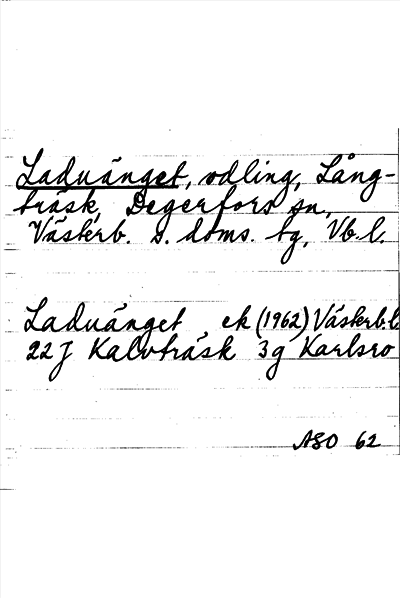 Laduänget, odling, Lång-
träsk, Degerfors sn,
Västerb. s. doms. tg, Vb.l.
Laduänget ek (1962) Västerb.l
22 J Kalvträsk 3g Karlsro
ASO 62